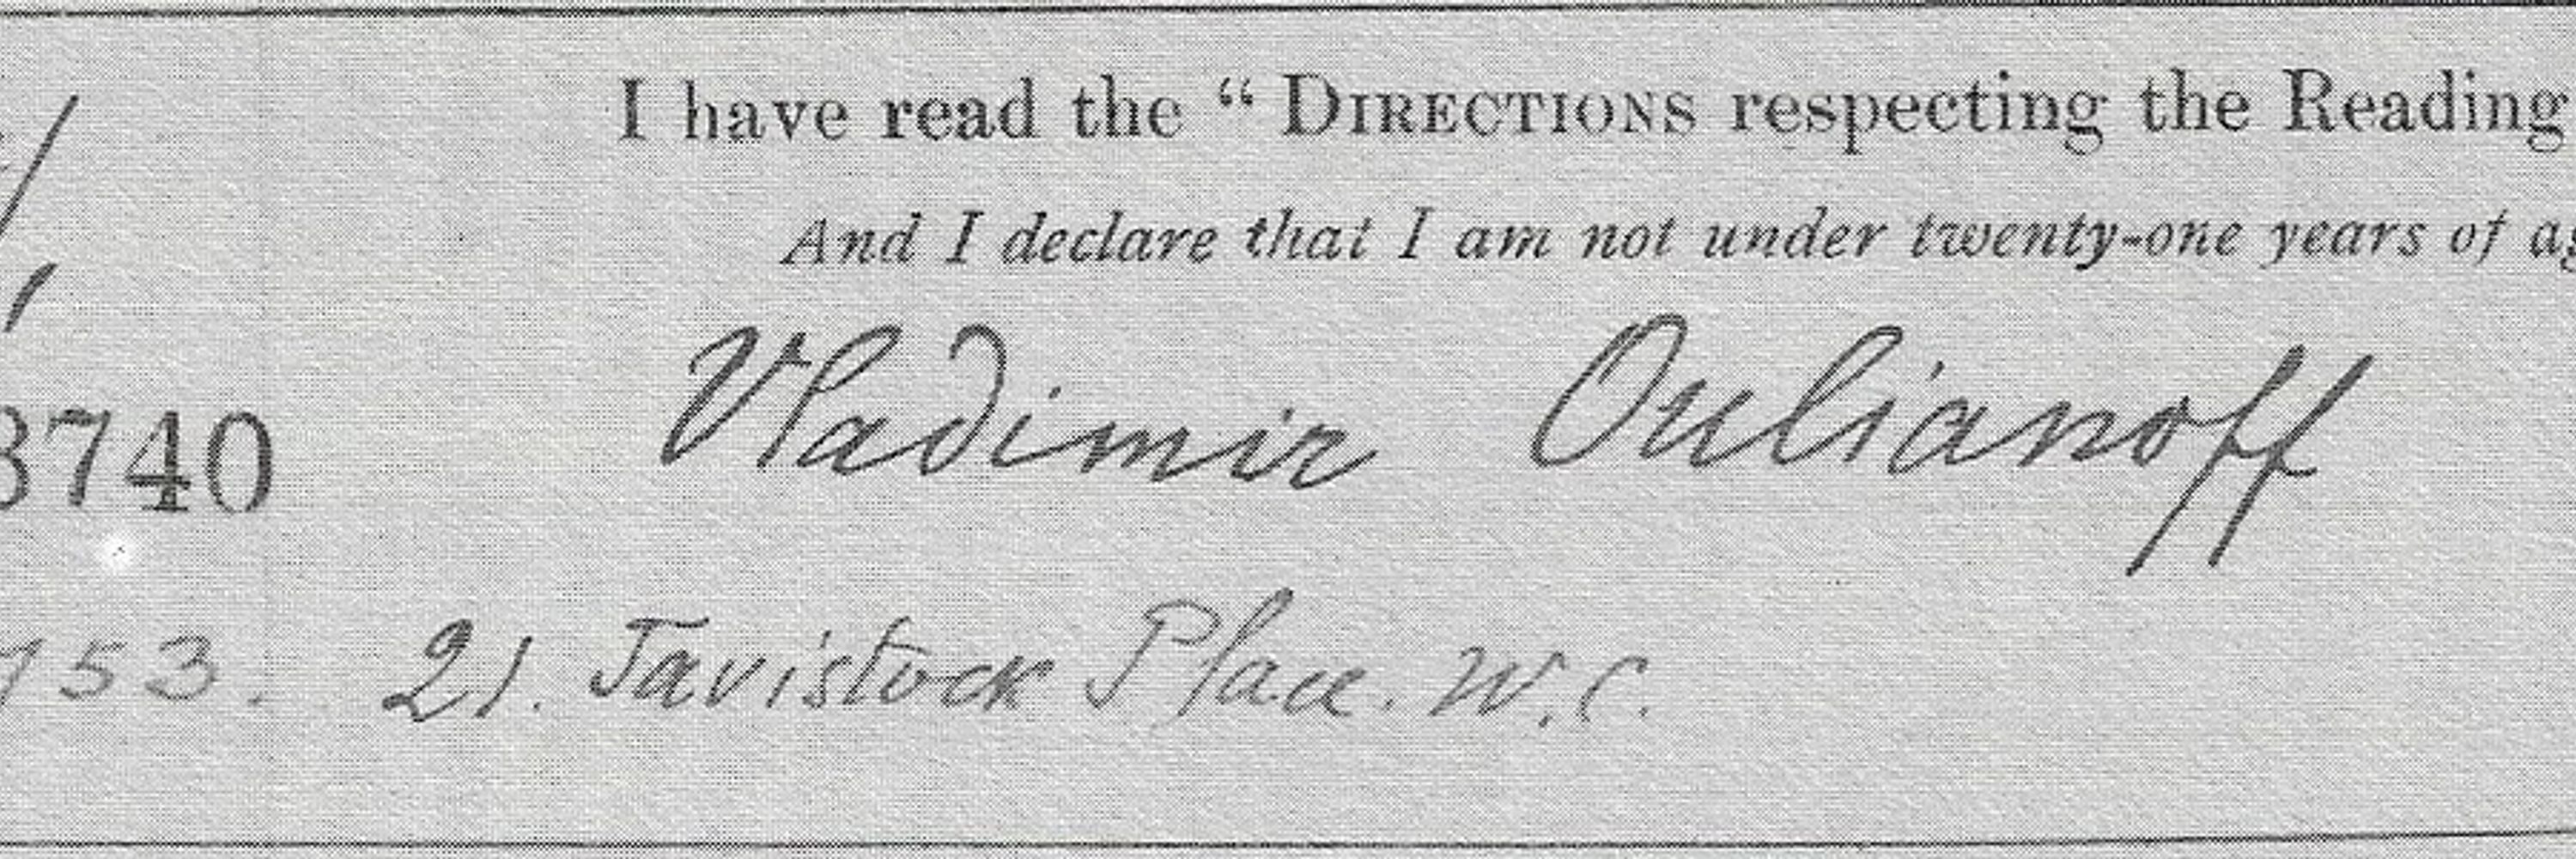 I have read the “ DIRECTIONS respecting the Reading
And I declare that I am not under twenty-one years of
Vladimir Oulianoff
3740
21. Tavistock Place. W.C.
753.